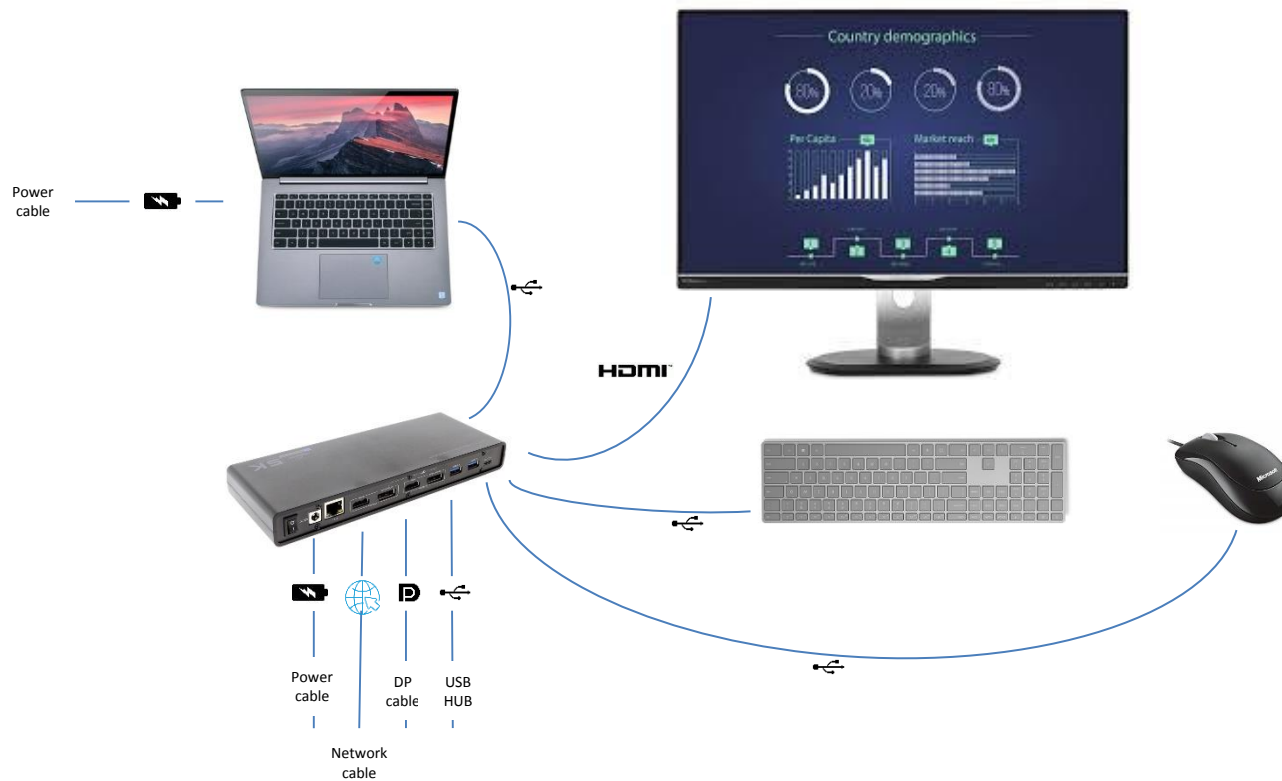 Country demographics
80%
20%
20%
80%
Per Capita
Market reach
Power
cable
HDMI
Microsoft
Power
cable
DP
cable
USB
HUB
Network
cable